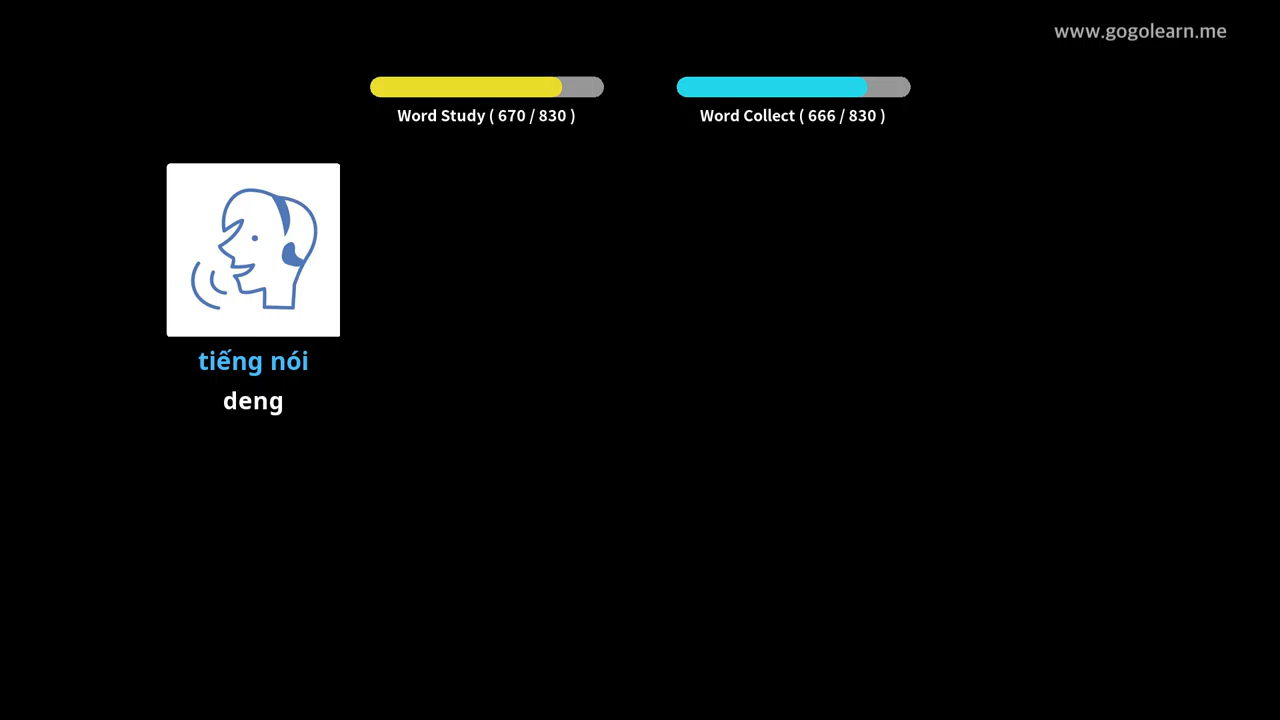 www.gogolearn.me
Word Study ( 670 / 830 )
Word Collect ( 666 / 830 )
tiếng nói
deng